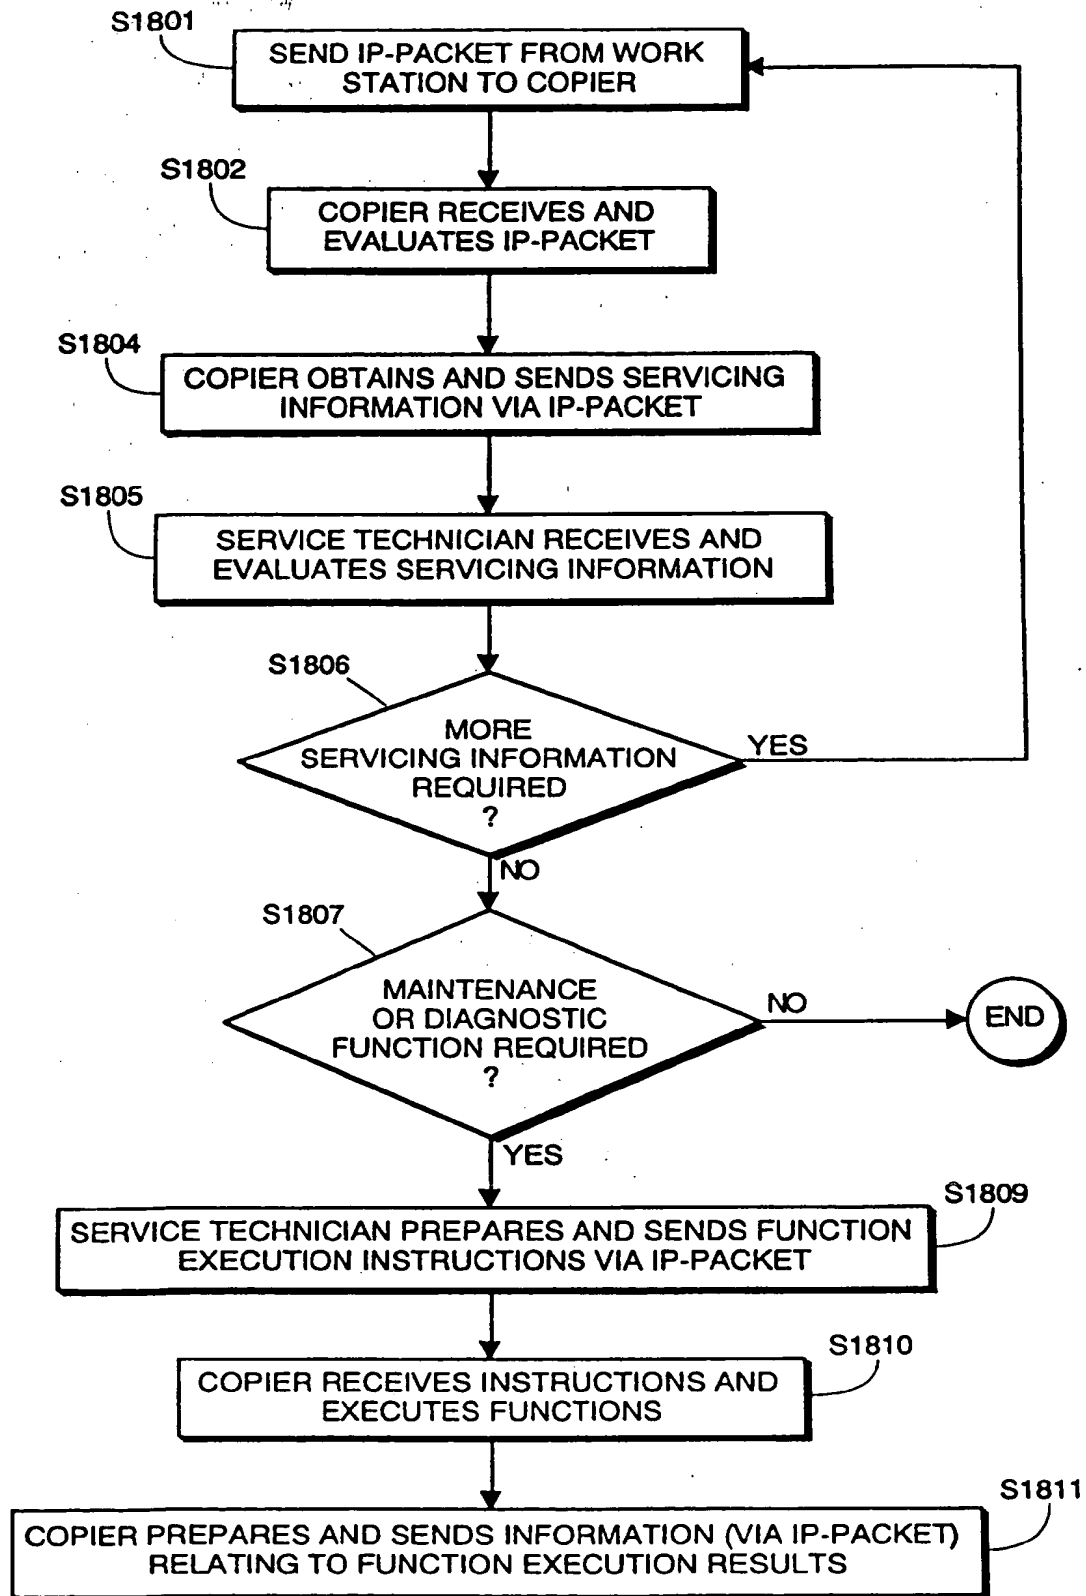 S1801
SEND IP-PACKET FROM WORK
STATION TO COPIER
S1802
COPIER RECEIVES AND
EVALUATES IP-PACKET
S1804
COPIER OBTAINS AND SENDS SERVICING
INFORMATION VIA IP-PACKET
S1805
SERVICE TECHNICIAN RECEIVES AND
EVALUATES SERVICING INFORMATION
S1806
MORE
SERVICING INFORMATION
REQUIRED
?
YES
NO
S1807
MAINTENANCE
OR DIAGNOSTIC
FUNCTION REQUIRED
?
NO
END
YES
S1809
SERVICE TECHNICIAN PREPARES AND SENDS FUNCTION
EXECUTION INSTRUCTIONS VIA IP-PACKET
S1810
COPIER RECEIVES INSTRUCTIONS AND
EXECUTES FUNCTIONS
S1811
COPIER PREPARES AND SENDS INFORMATION (VIA IP-PACKET)
RELATING TO FUNCTION EXECUTION RESULTS